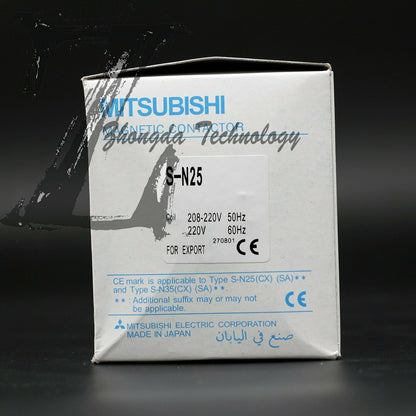 MITSUBISHI
MAGNETIC CONTACTOR
Zhongda Technology
S-N25
Coil 208-220V 50Hz
220V 60Hz
270801
FOR EXPORT CE
CE mark is applicable to Type S-N25(CX) (SA)**
and Type S-N35(CX) (SA)**.
**: Additional suffix may or may not
be applicable.
CE
MITSUBISHI ELECTRIC CORPORATION
MADE IN JAPAN
صنع في اليابان